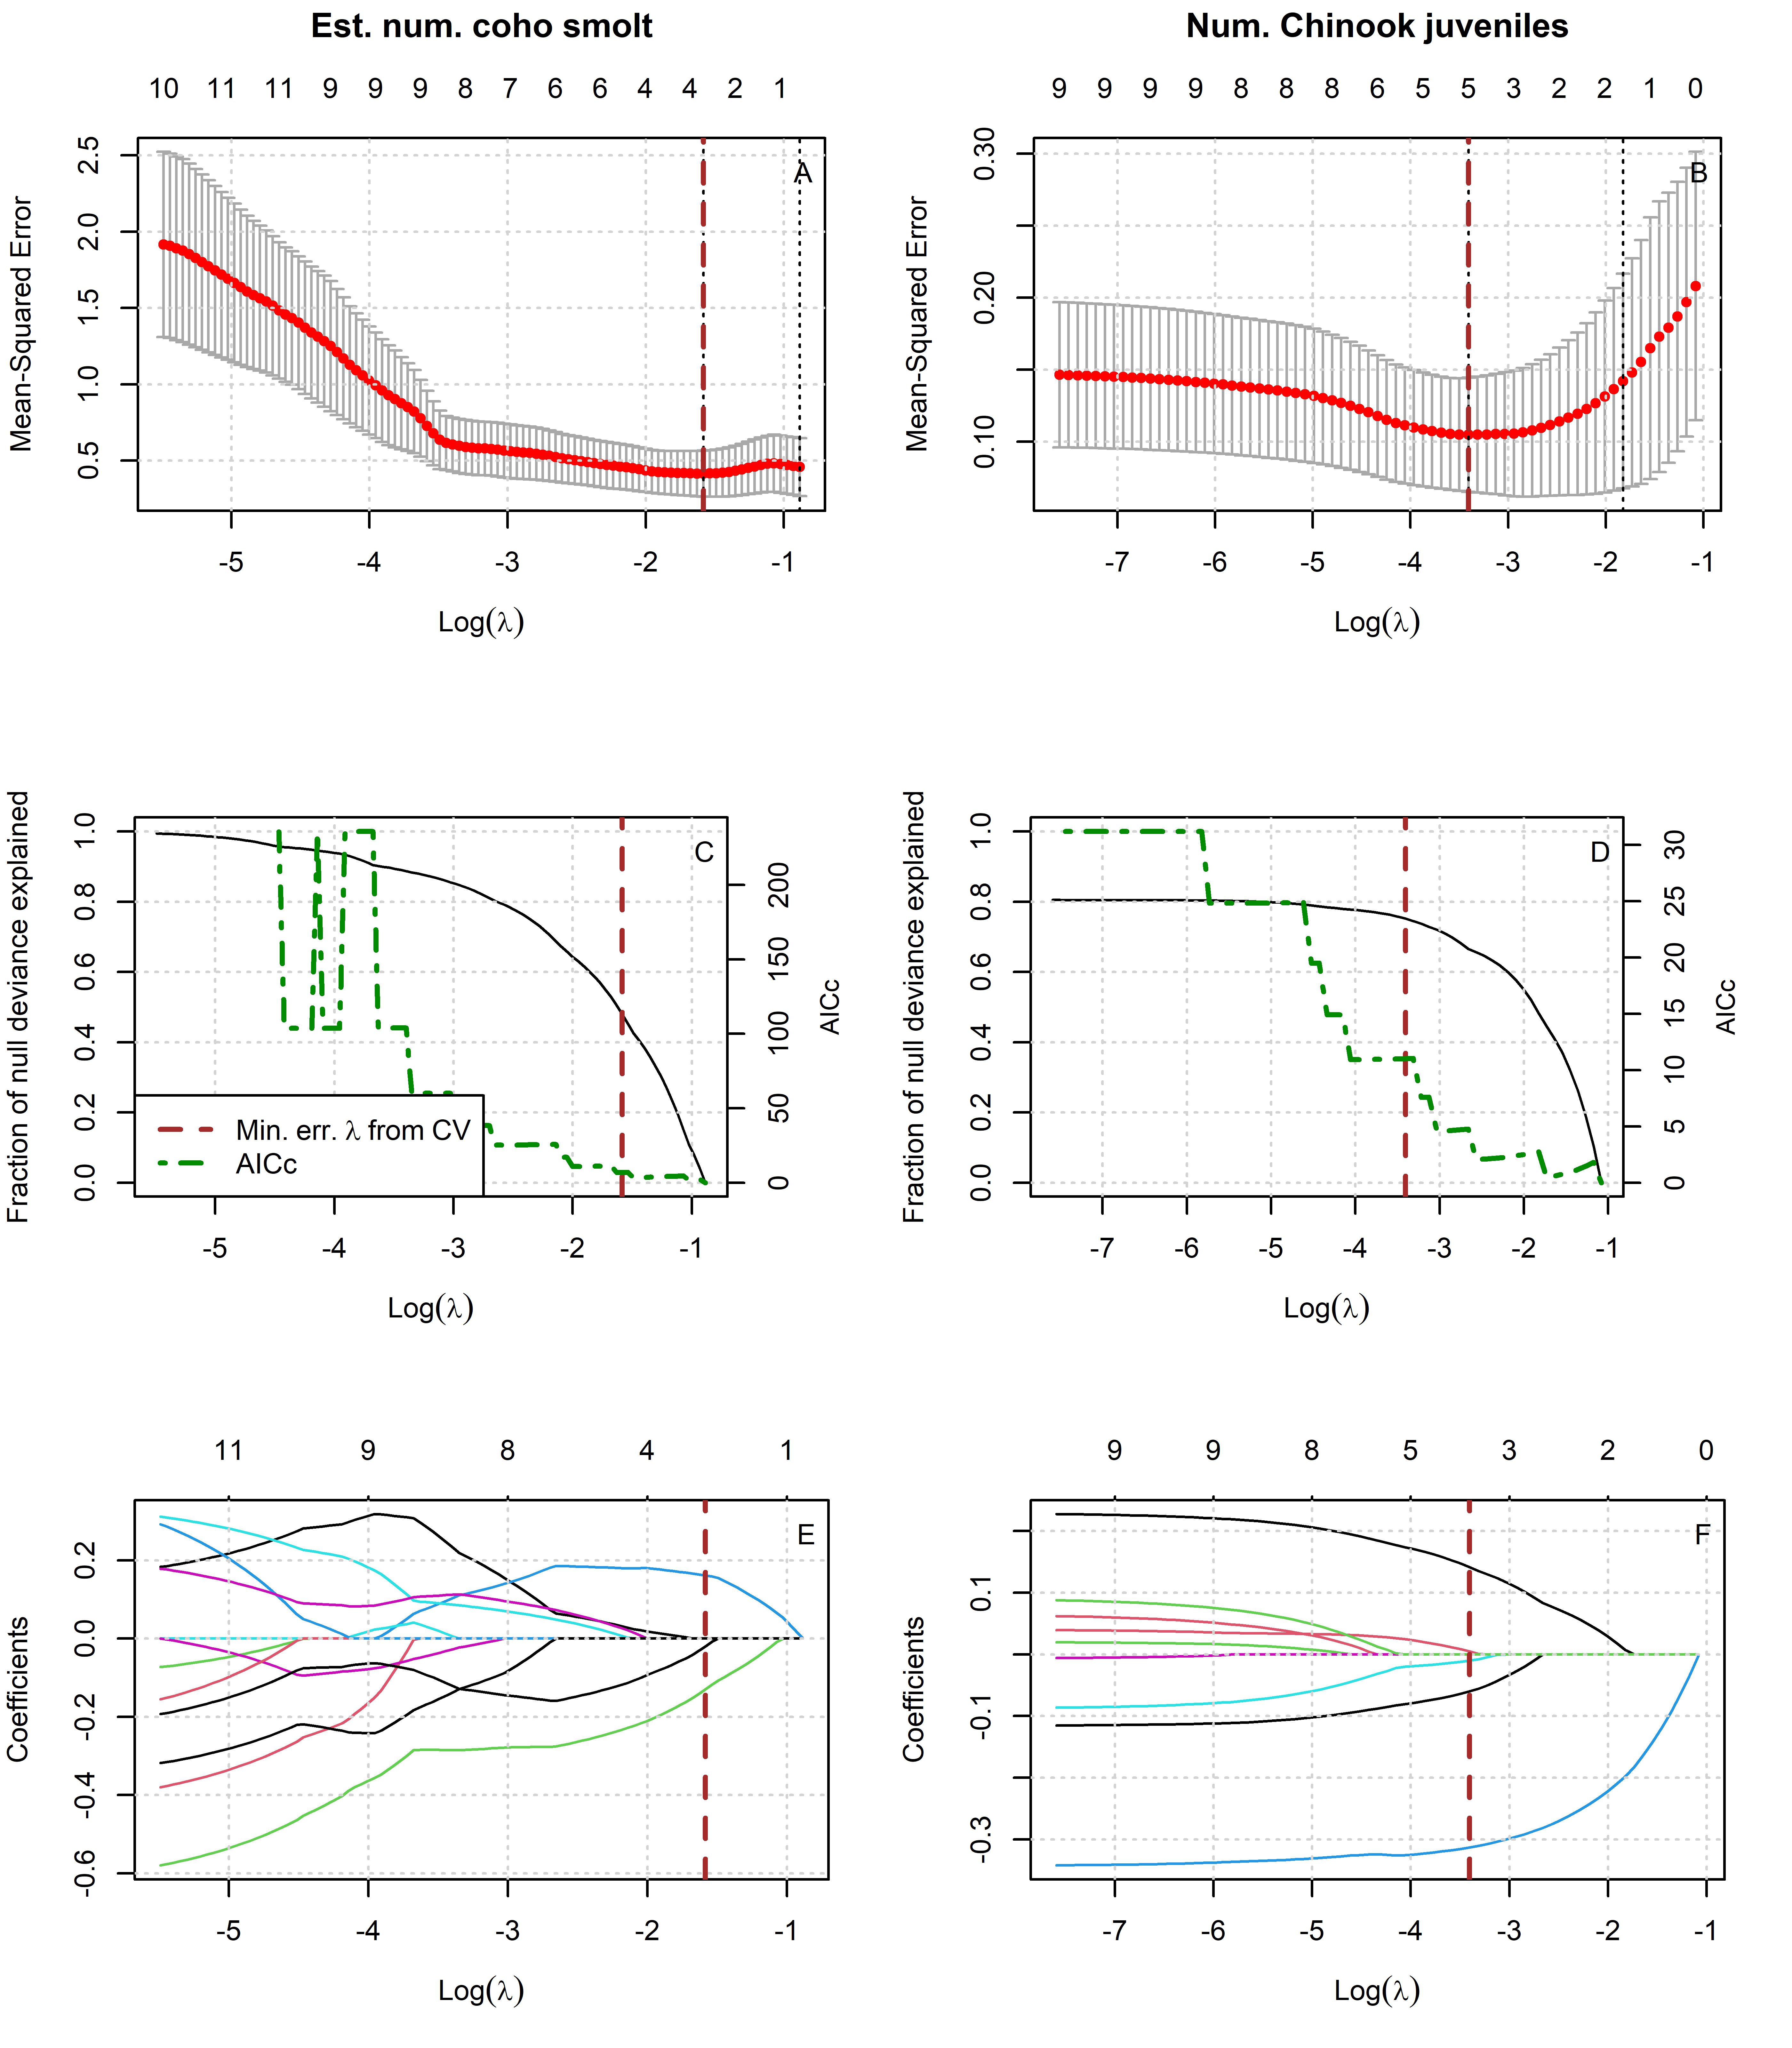 Est. num. coho smolt
10 11 11 9 9 9 8 7 6 6 4 4 2 1
A
Mean-Squared Error
2.5
2.0
1.5
1.0
0.5
-5 -4 -3 -2 -1
Log(λ)
Num. Chinook juveniles
9 9 9 9 8 8 8 6 5 5 3 2 2 1 0
B
Mean-Squared Error
0.30
0.20
0.10
-7 -6 -5 -4 -3 -2 -1
Log(λ)
C
Fraction of null deviance explained
1.0
0.8
0.6
0.4
0.2
0.0
Min. err. λ from CV
AICc
200
150
100
50
0
AICc
-5 -4 -3 -2 -1
Log(λ)
D
Fraction of null deviance explained
1.0
0.8
0.6
0.4
0.2
0.0
30
25
20
15
10
5
0
AICc
-7 -6 -5 -4 -3 -2 -1
Log(λ)
11 9 8 4 1
E
Coefficients
0.2
0.0
-0.2
-0.4
-0.6
-5 -4 -3 -2 -1
Log(λ)
9 9 8 5 3 2 0
F
Coefficients
0.1
-0.1
-0.3
-7 -6 -5 -4 -3 -2 -1
Log(λ)